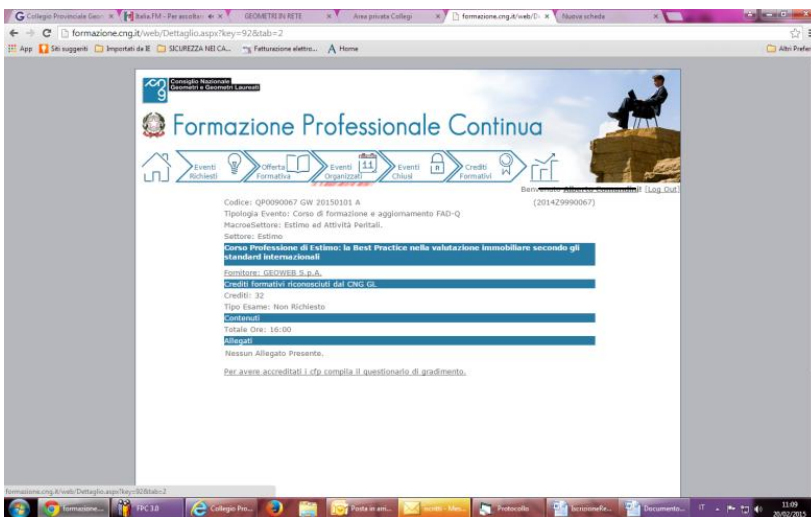 Collegio Provinciale Geo
Italia.FM - Per ascoltar
GEOMETRI IN RETE
Area privata Collegi
formazione.cng.it/web/D
Nuova scheda
formazione.cng.it/web/Dettaglio.aspx?key=92&tab=2
App
Siti suggeriti
Importati da IE
SICUREZZA NEI CA...
Fatturazione elettro...
Home
Altri Prefer
cng
Consiglio Nazionale
Geometri e Geometri Laureati
Formazione Professionale Continua
Eventi Richiesti
Offerta Formativa
11
Eventi Organizzati
Eventi Chiusi
Crediti Formativi
[Log Out]
Codice: QP0090067 GW 20150101 A
(2014Z9990067)
Tipologia Evento: Corso di formazione e aggiornamento FAD-Q
MacroeSettore: Estimo ed Attività Peritali.
Settore: Estimo
Corso Professione di Estimo: la Best Practice nella valutazione immobiliare secondo gli
standard internazionali
Fornitore: GEOWEB S.p.A.
Crediti formativi riconosciuti dal CNG GL
Crediti: 32
Tipo Esame: Non Richiesto
Contenuti
Totale Ore: 16:00
Allegati
Nessun Allegato Presente.
Per avere accreditati i cfp compila il questionario di gradimento.
formazione.cng.it/web/Dettaglio.aspx?key=92&tab=2
formazione...
FPC 3.0
Collegio Pro...
Posta in arri...
iscritti - Mes...
Protocollo
IscrizioneRe...
Documento...
IT
11:09
20/02/2015